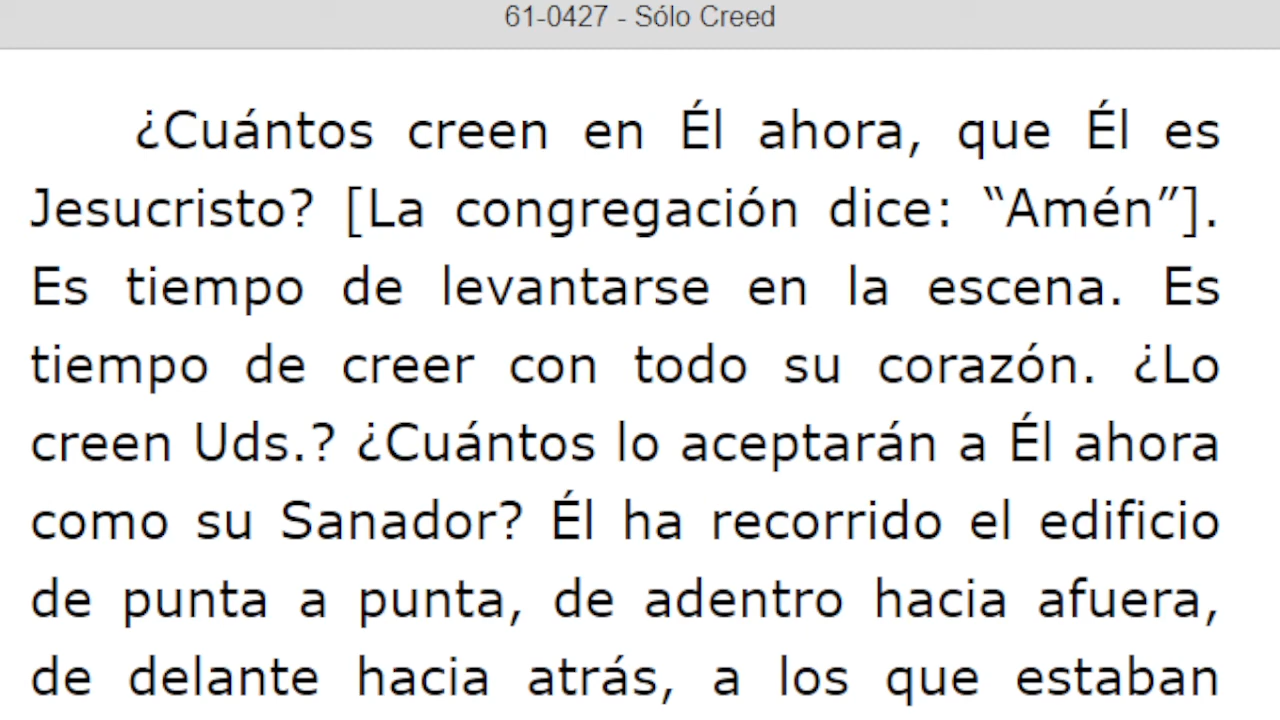 61-0427 - Sólo Creed
¿Cuántos creen en Él ahora, que Él es
Jesucristo? [La congregación dice: “Amén”].
Es tiempo de levantarse en la escena. Es
tiempo de creer con todo su corazón. ¿Lo
creen Uds.? ¿Cuántos lo aceptarán a Él ahora
como su Sanador? Él ha recorrido el edificio
de punta a punta, de adentro hacia afuera,
de delante hacia atrás, a los que estaban